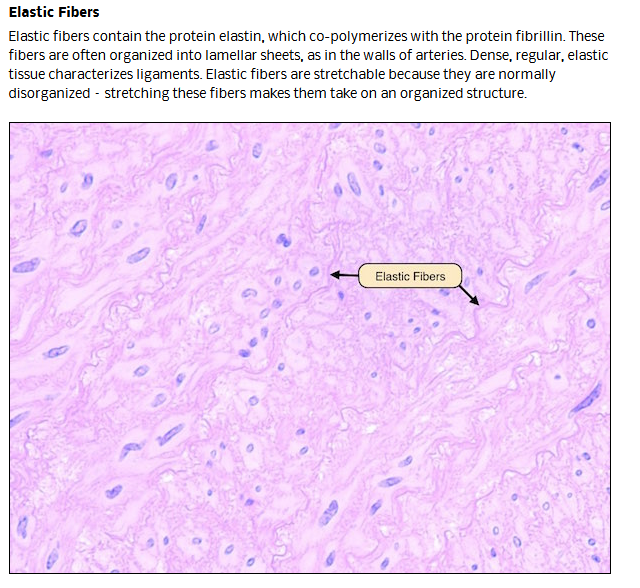 Elastic Fibers
Elastic fibers contain the protein elastin, which co-polymerizes with the protein fibrillin. These
fibers are often organized into lamellar sheets, as in the walls of arteries. Dense, regular, elastic
tissue characterizes ligaments. Elastic fibers are stretchable because they are normally
disorganized - stretching these fibers makes them take on an organized structure.
Elastic Fibers